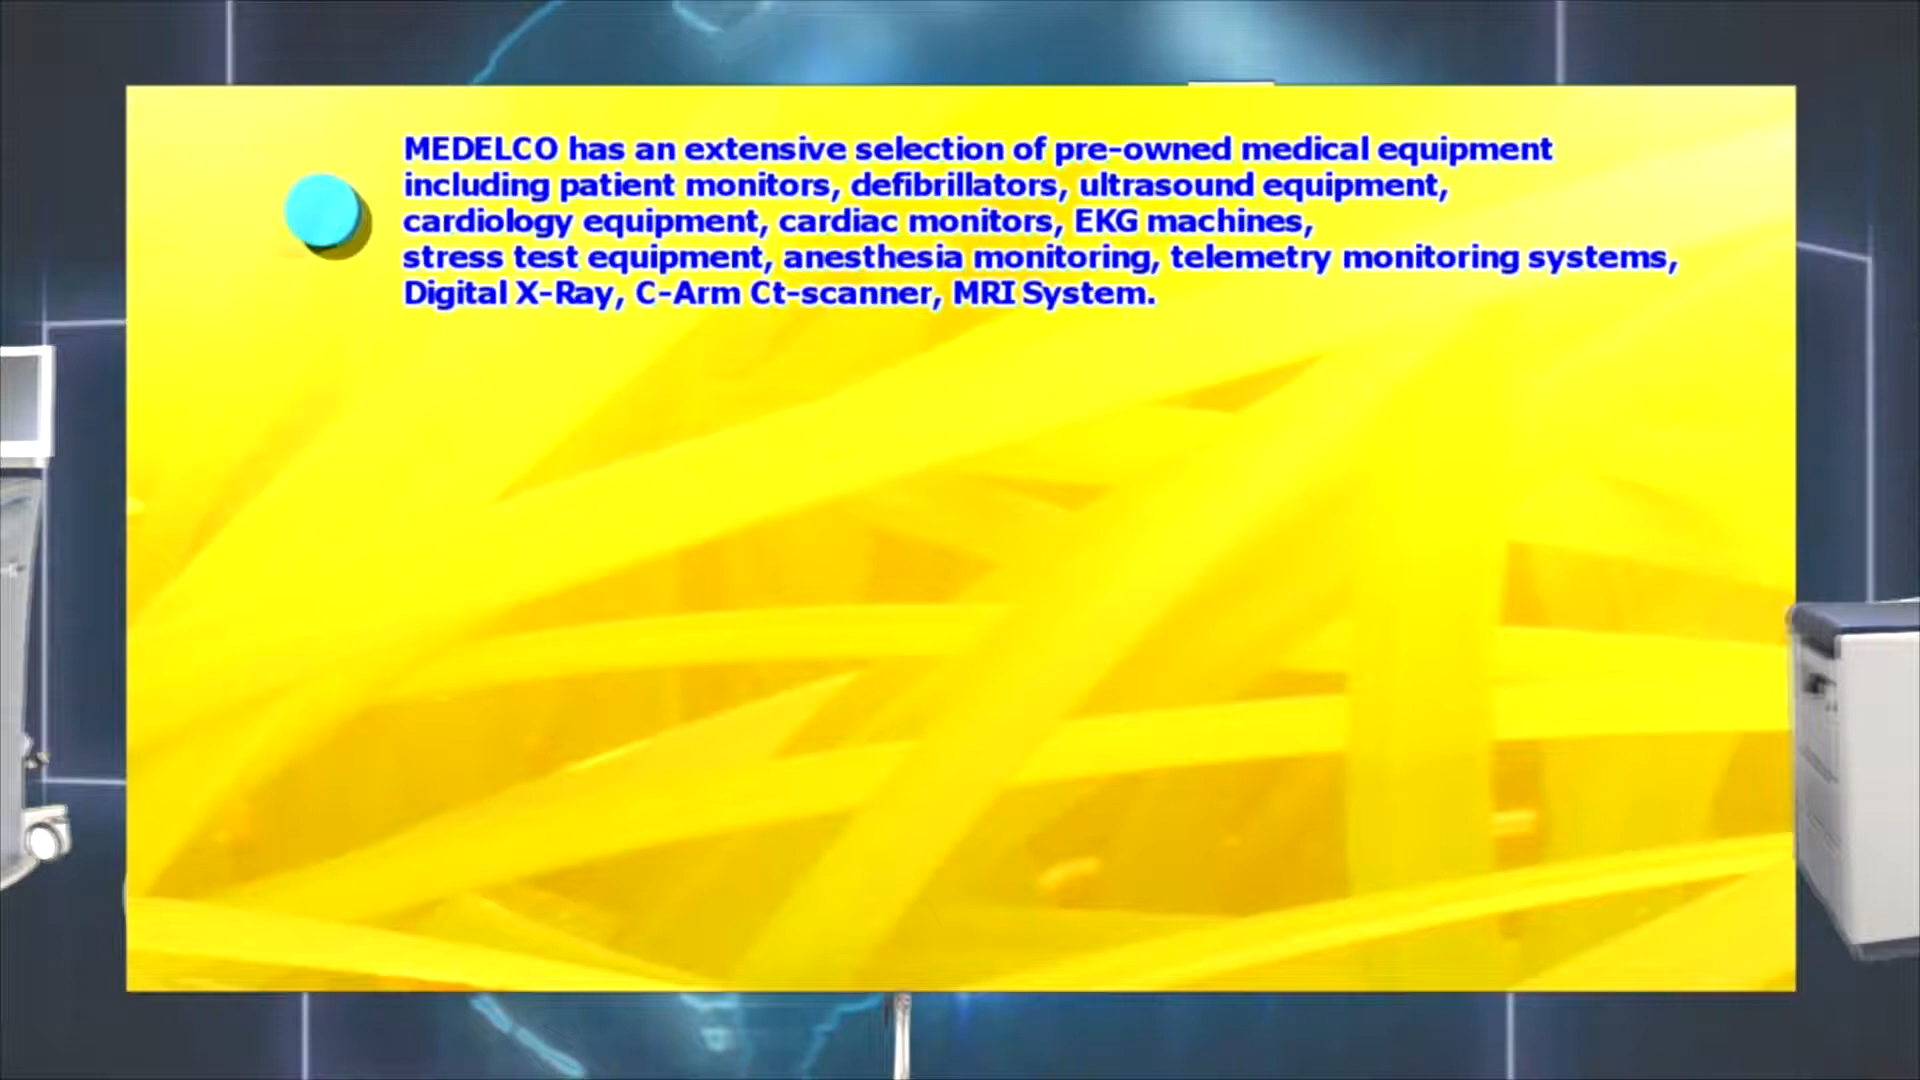 MEDELCO has an extensive selection of pre-owned medical equipment
including patient monitors, defibrillators, ultrasound equipment,
cardiology equipment, cardiac monitors, EKG machines,
stress test equipment, anesthesia monitoring, telemetry monitoring systems,
Digital X-Ray, C-Arm Ct-scanner, MRI System.